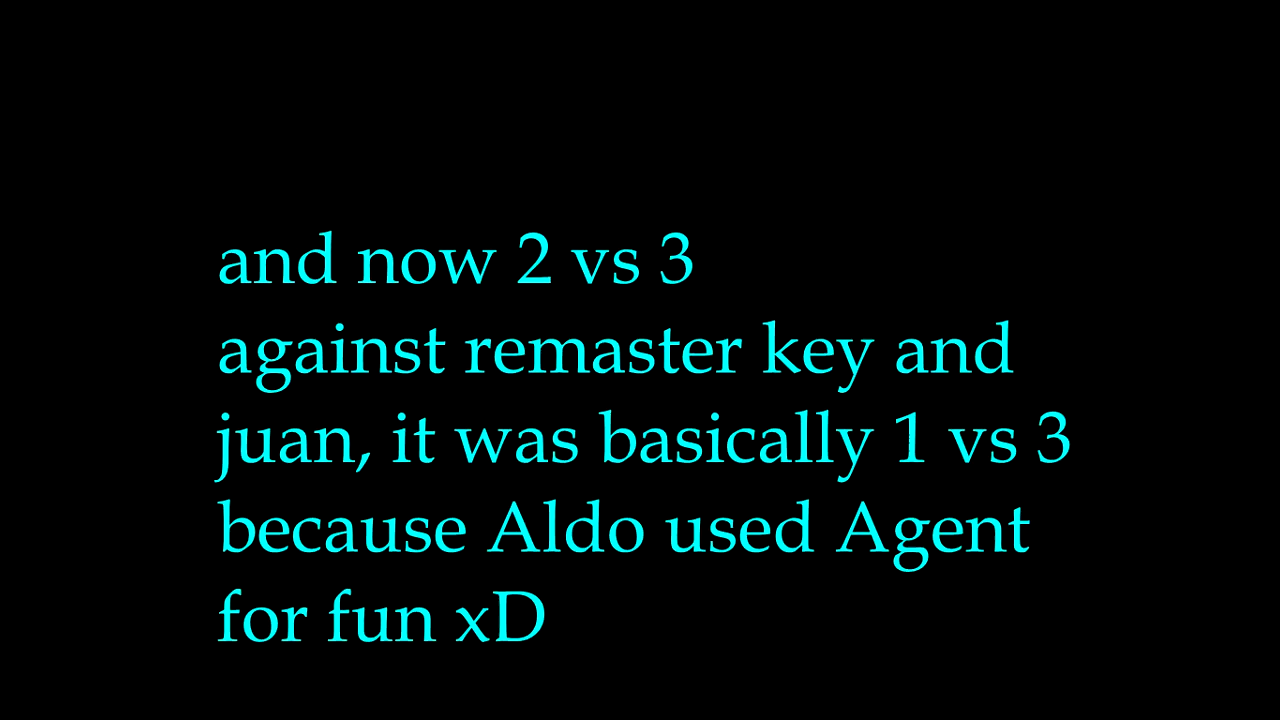 and now 2 vs 3
against remaster key and
juan, it was basically 1 vs 3
because Aldo used Agent
for fun xD